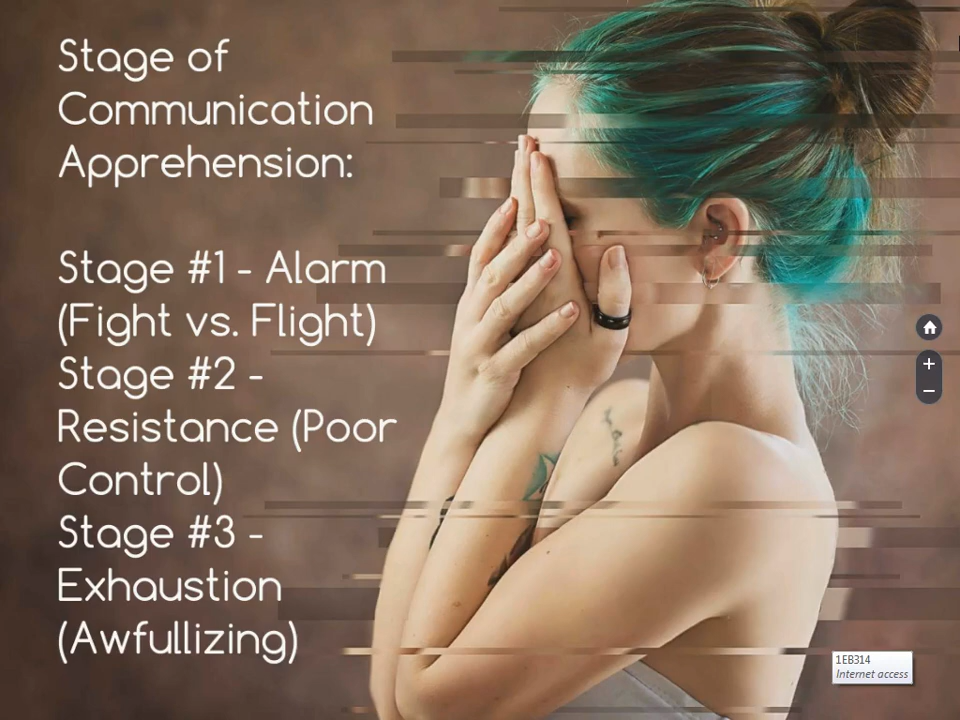 Stage of
Communication
Apprehension:
Stage #1 - Alarm
(Fight vs. Flight)
Stage #2 -
Resistance (Poor
Control)
Stage #3 -
Exhaustion
(Awfullizing)
1EB314
Internet access